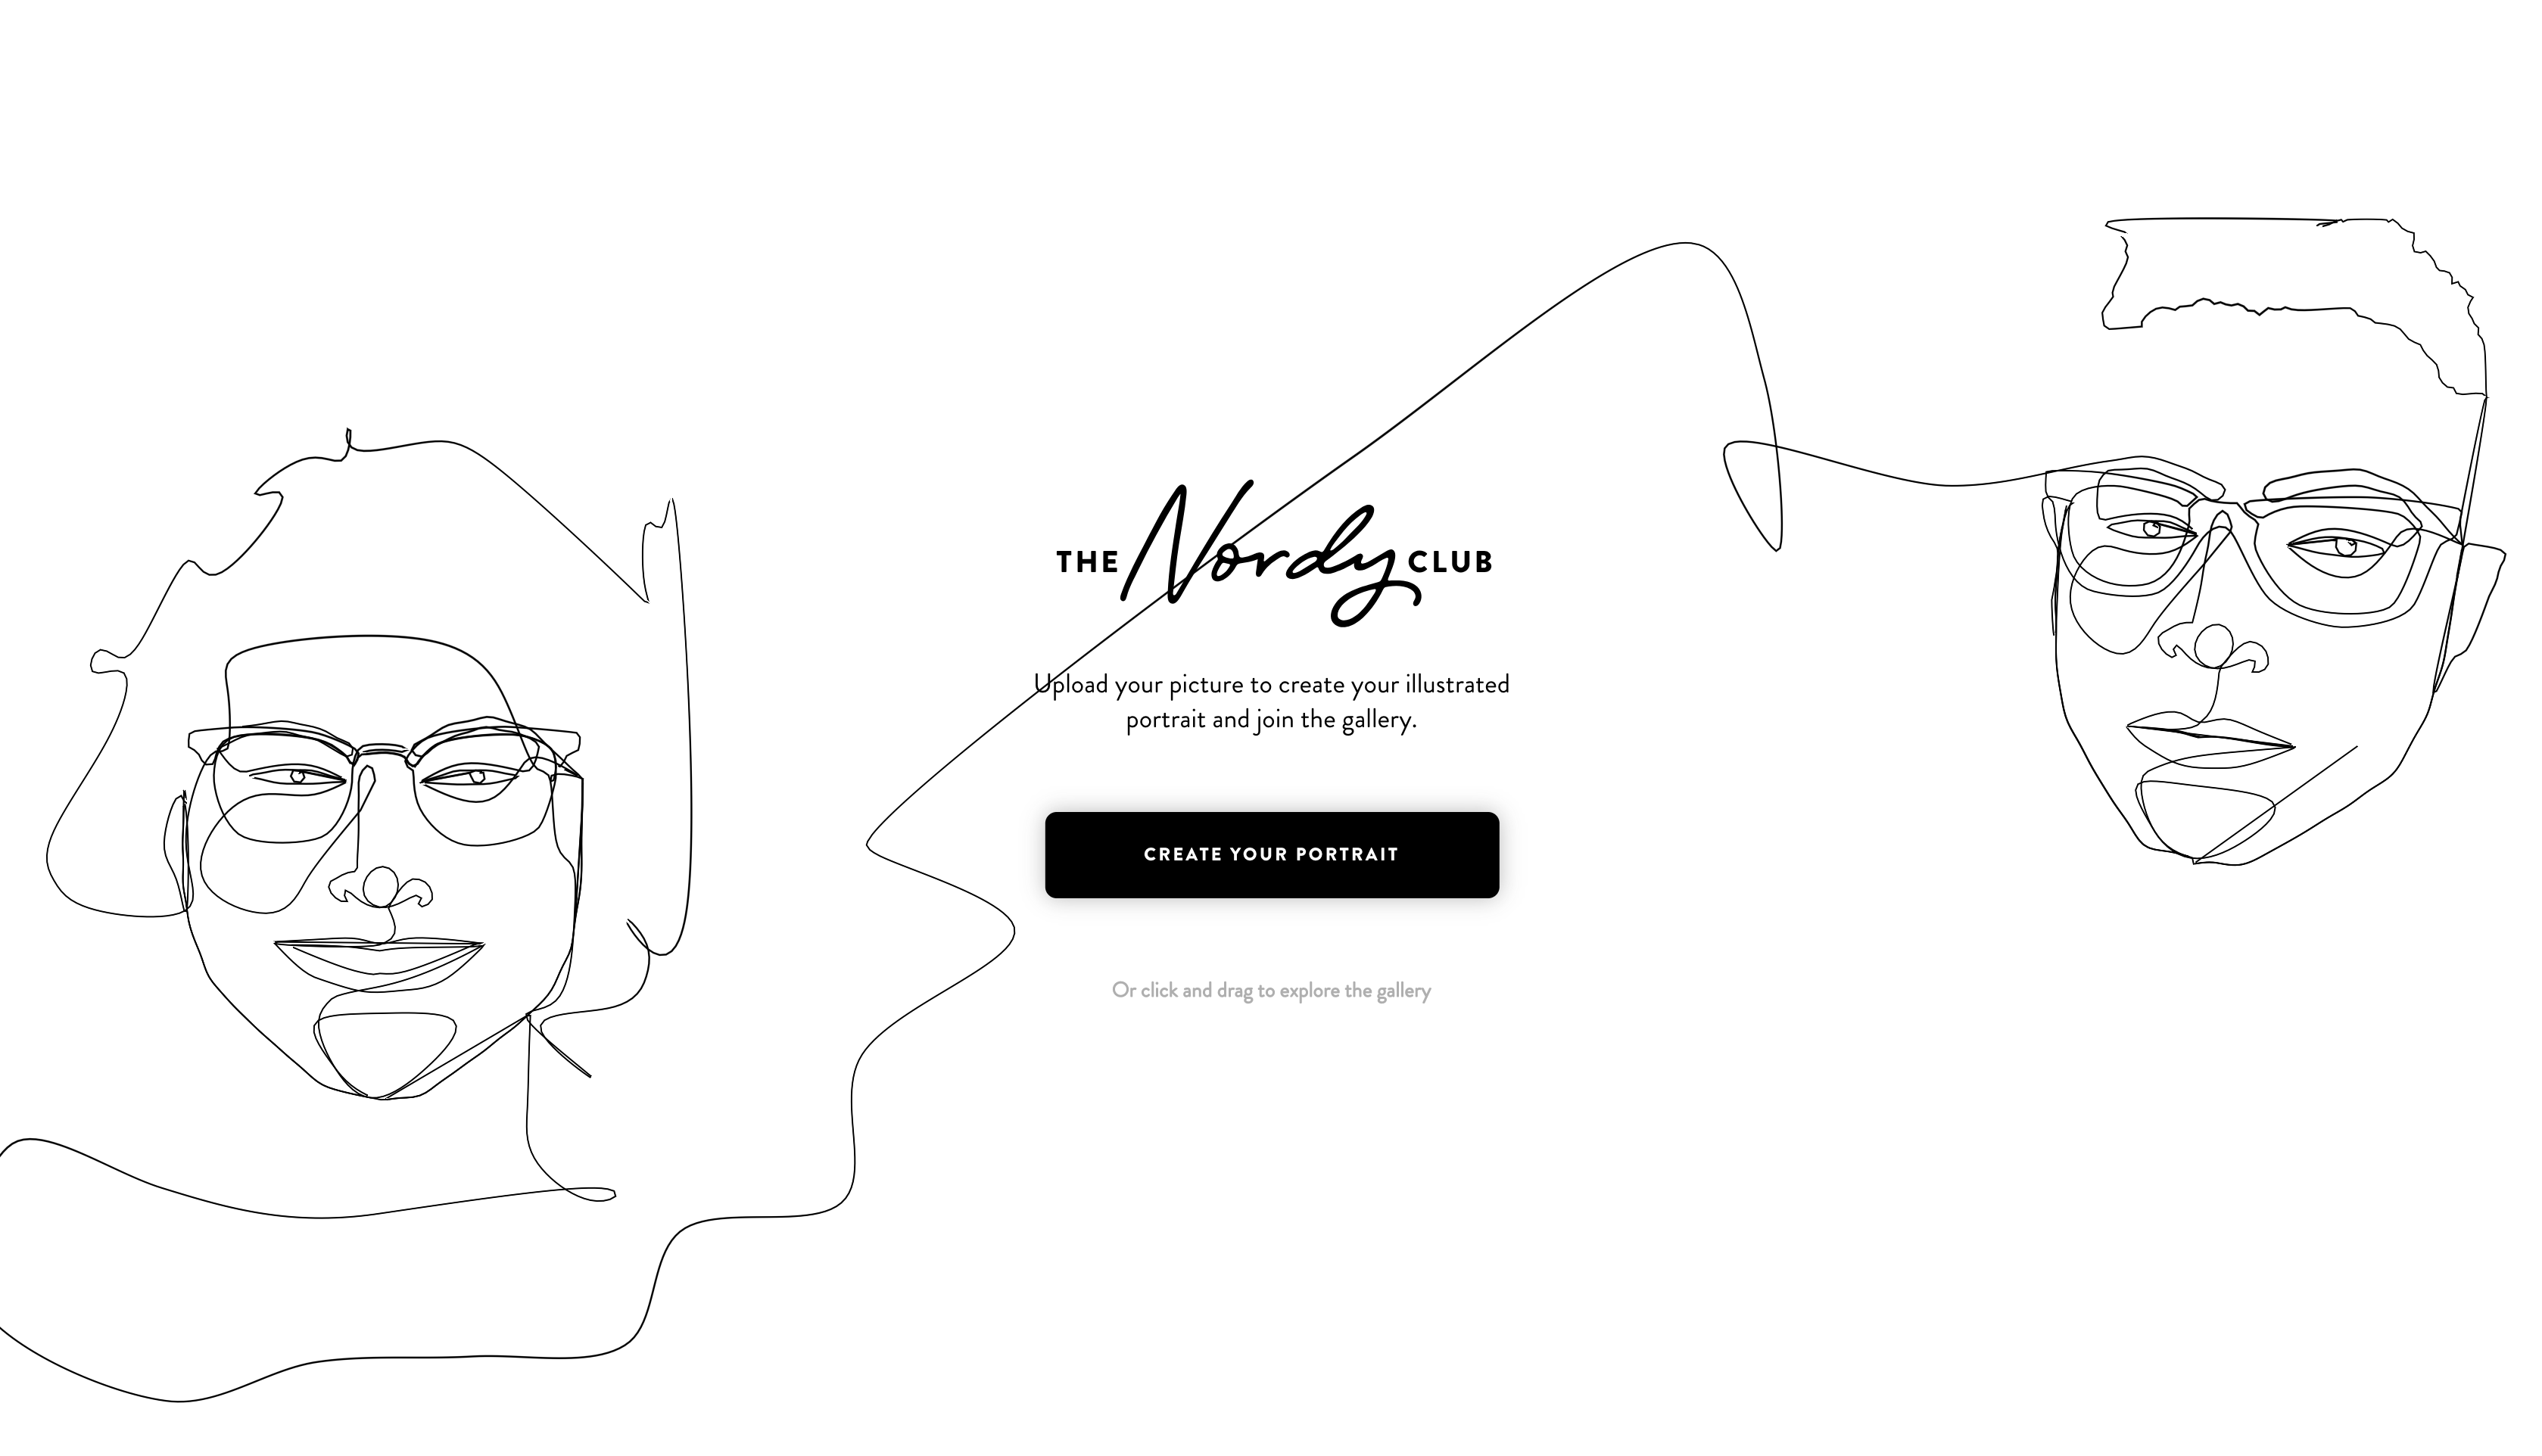 THE Nordy CLUB
Upload your picture to create your illustrated
portrait and join the gallery.
CREATE YOUR PORTRAIT
Or click and drag to explore the gallery